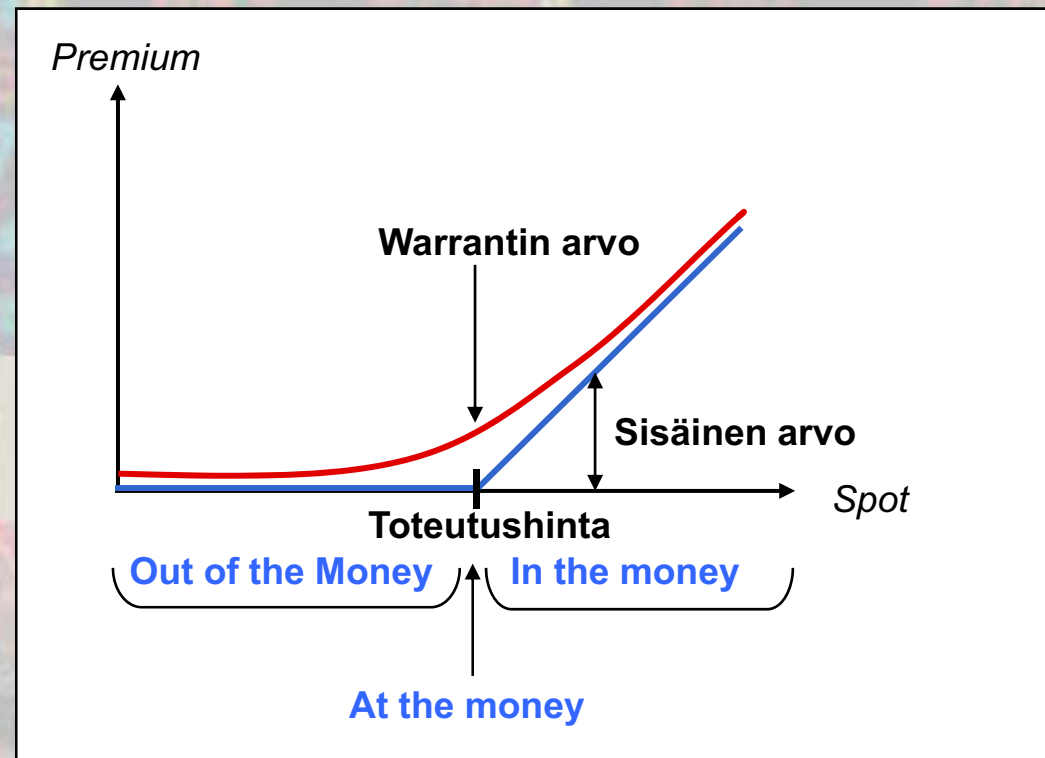 Premium
Warrantin arvo
Sisäinen arvo
Spot
Toteutushinta
Out of the Money
In the money
At the money